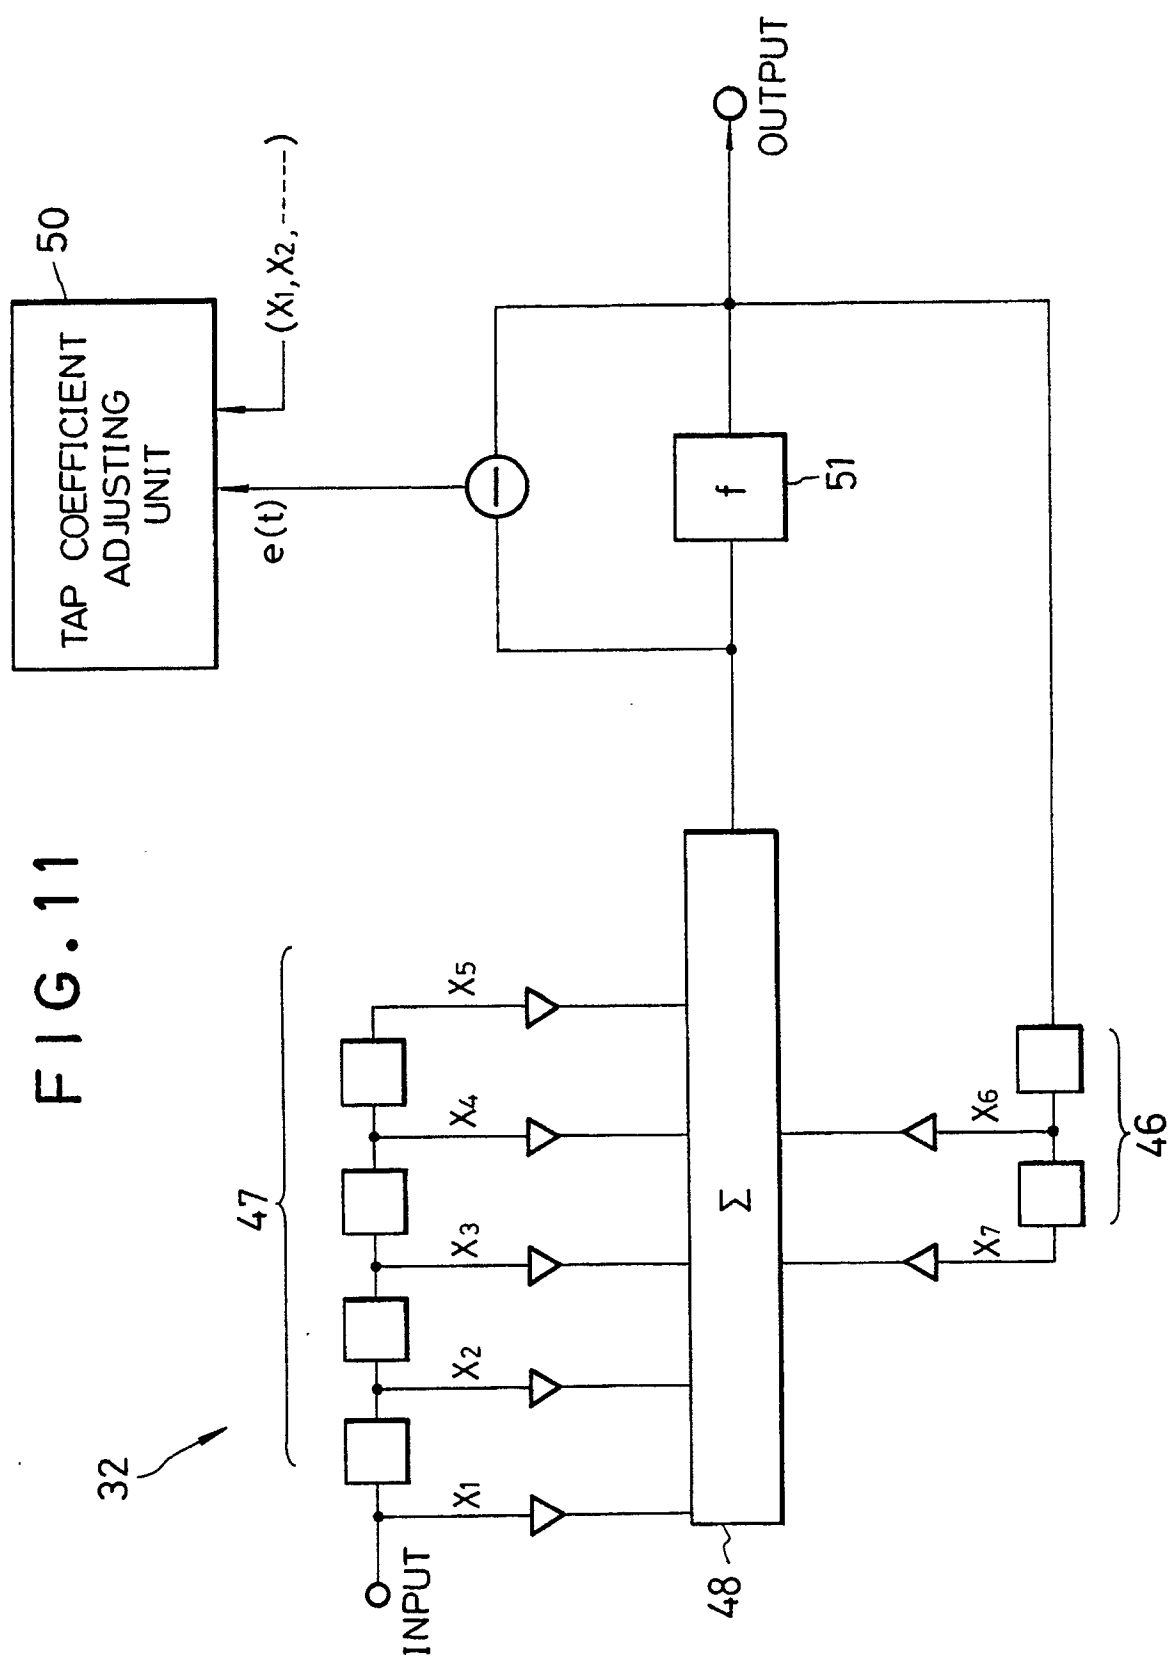 FIG. 11
32
47
INPUT
X1
X2
X3
X4
X5
48
Σ
X7
X6
46
TAP COEFFICIENT
ADJUSTING
UNIT
50
e(t)
(X1, X2, ------)
f
51
OUTPUT